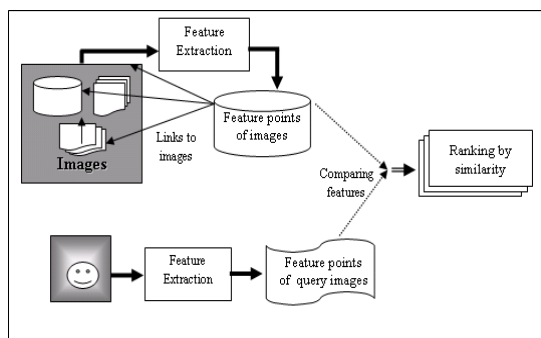 Feature
Extraction
Feature points
of images
Links to
images
Images
Comparing
features
Ranking by
similarity
Feature
Extraction
Feature points
of query images